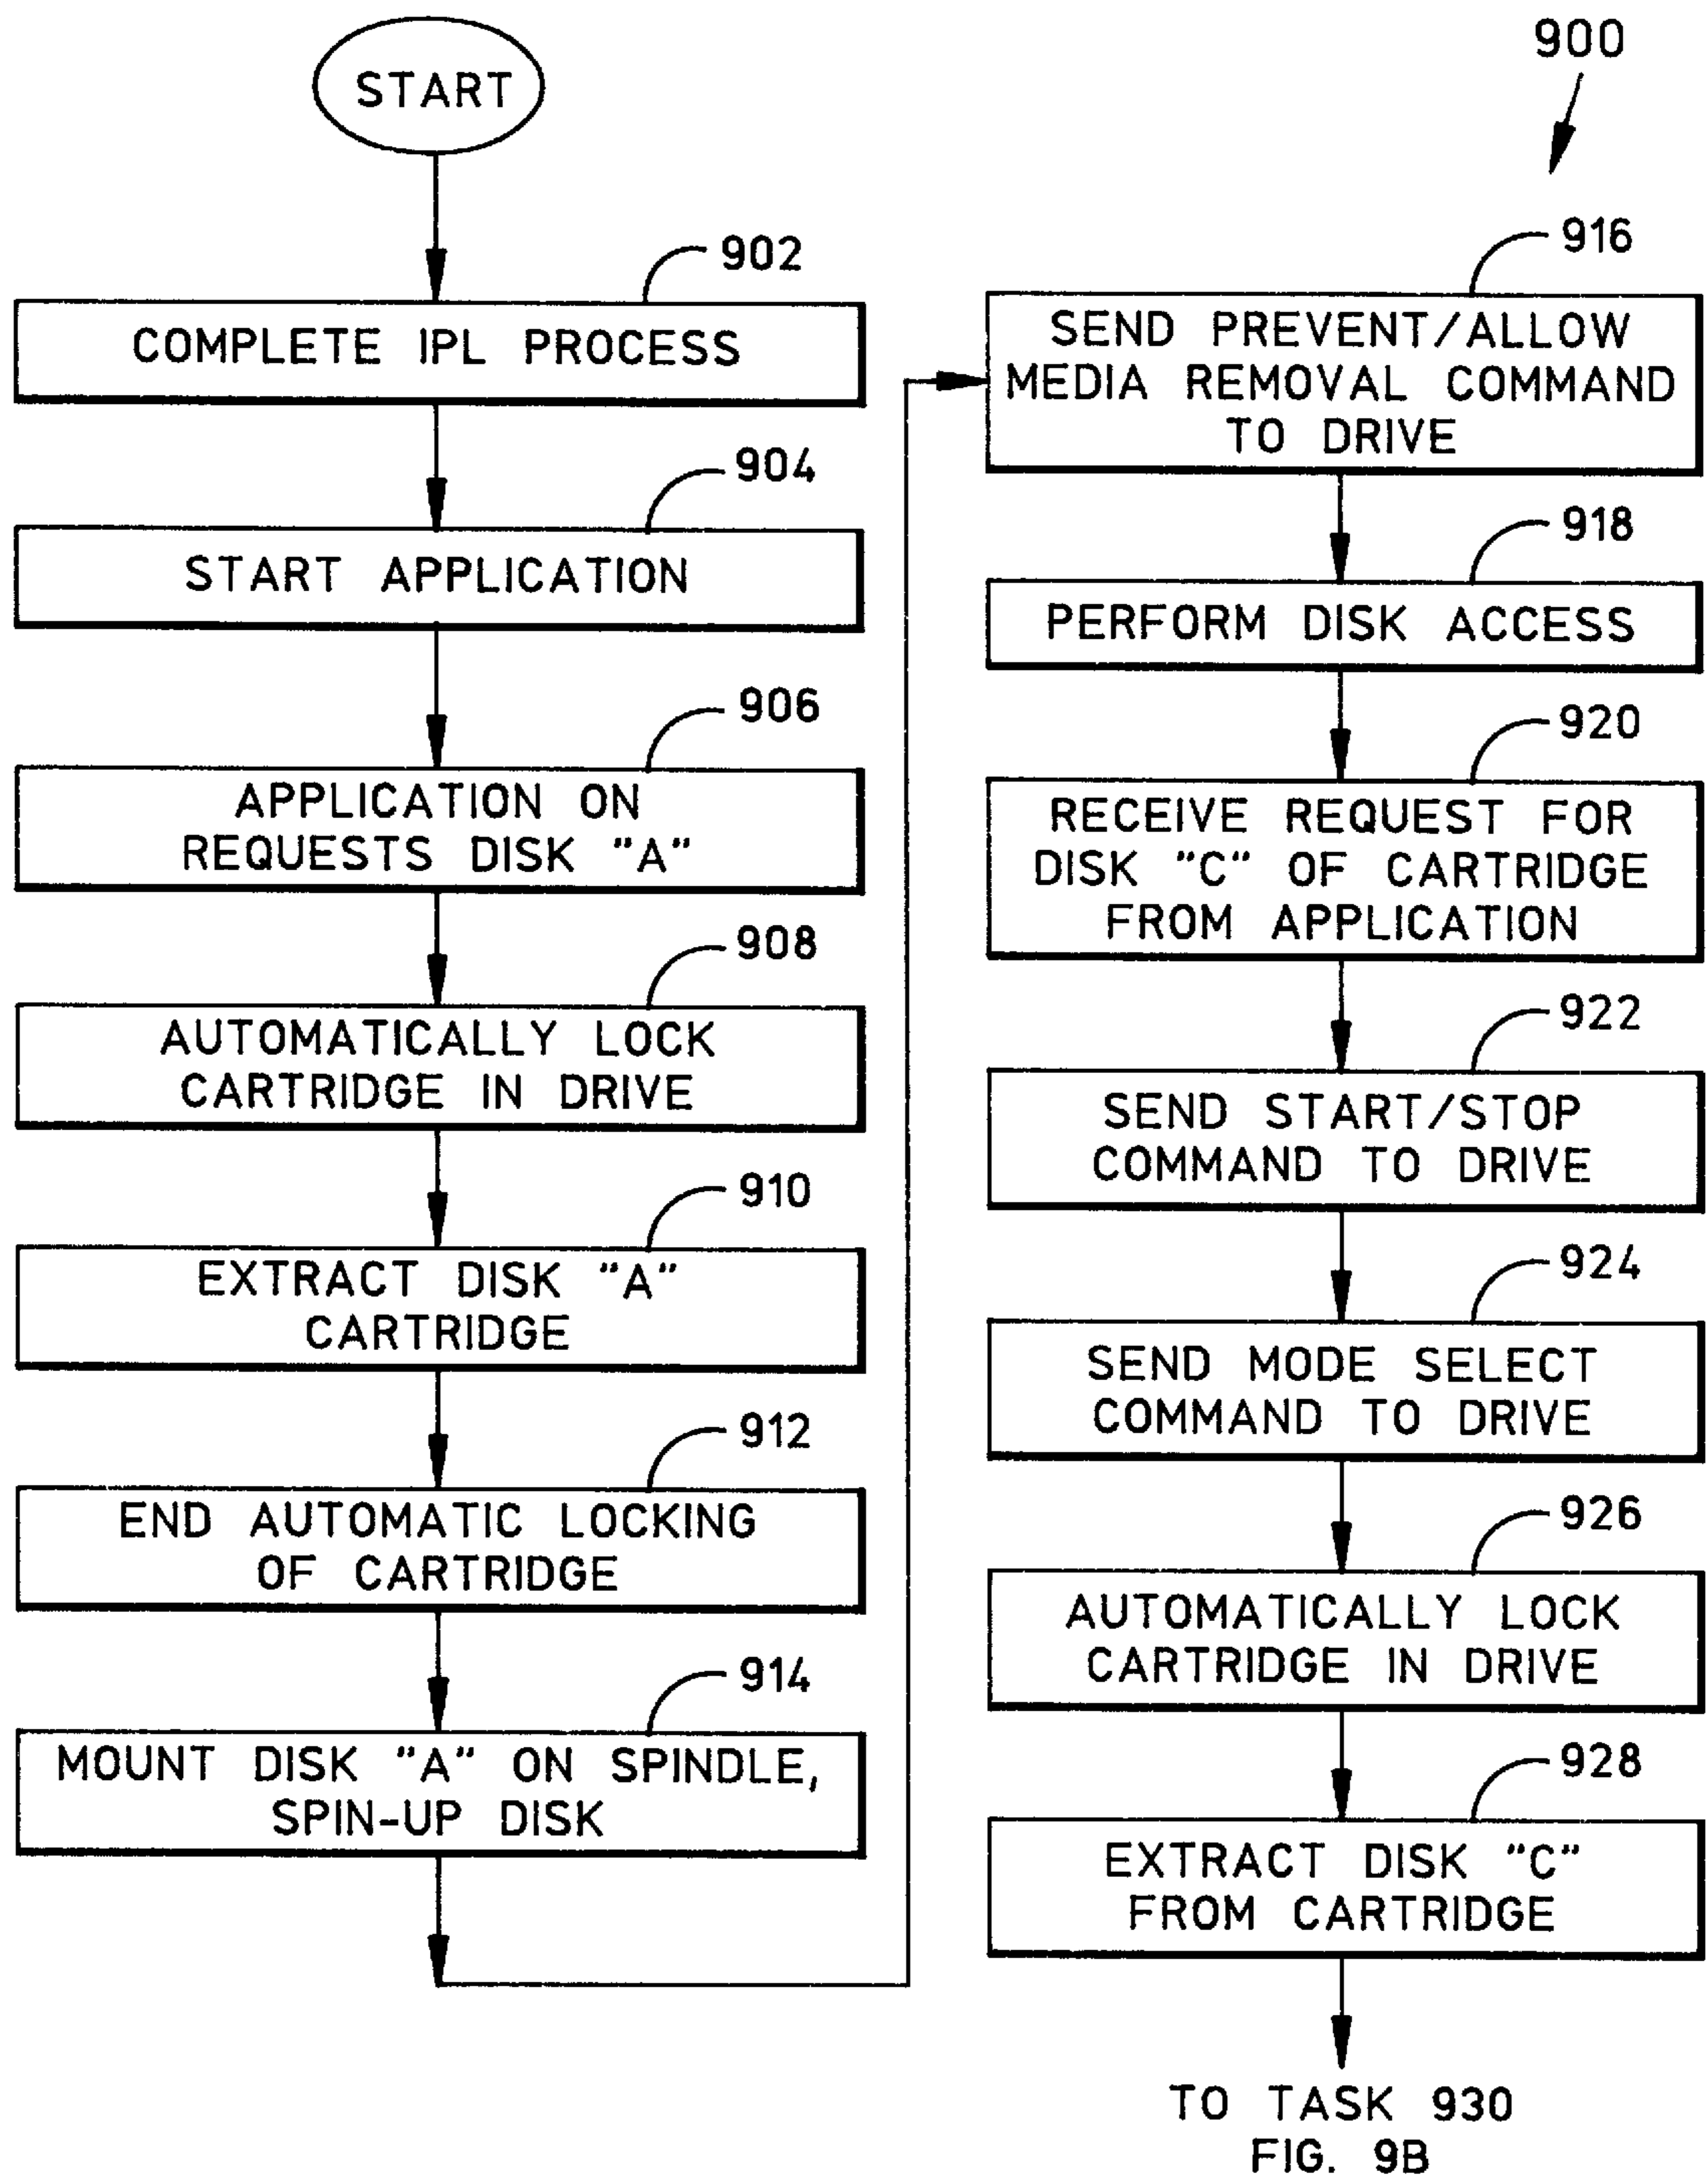 START
902
COMPLETE IPL PROCESS
904
START APPLICATION
906
APPLICATION ON
REQUESTS DISK "A"
908
AUTOMATICALLY LOCK
CARTRIDGE IN DRIVE
910
EXTRACT DISK "A"
CARTRIDGE
912
END AUTOMATIC LOCKING
OF CARTRIDGE
914
MOUNT DISK "A" ON SPINDLE,
SPIN-UP DISK
900
916
SEND PREVENT/ALLOW
MEDIA REMOVAL COMMAND
TO DRIVE
918
PERFORM DISK ACCESS
920
RECEIVE REQUEST FOR
DISK "C" OF CARTRIDGE
FROM APPLICATION
922
SEND START/STOP
COMMAND TO DRIVE
924
SEND MODE SELECT
COMMAND TO DRIVE
926
AUTOMATICALLY LOCK
CARTRIDGE IN DRIVE
928
EXTRACT DISK "C"
FROM CARTRIDGE
TO TASK 930
FIG. 9B